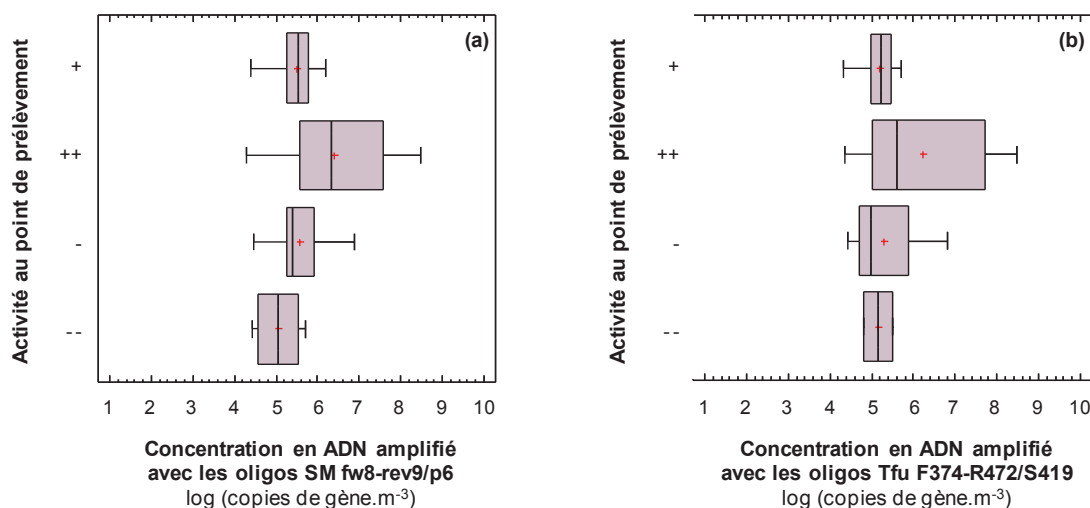 (a)
Activité au point de prélèvement
+
++
-
--
1 2 3 4 5 6 7 8 9 10
Concentration en ADN amplifié
avec les oligos SM fw8-rev9/p6
log (copies de gène.m-3)
(b)
Activité au point de prélèvement
+
++
-
--
1 2 3 4 5 6 7 8 9 10
Concentration en ADN amplifié
avec les oligos Tfu F374-R472/S419
log (copies de gène.m-3)